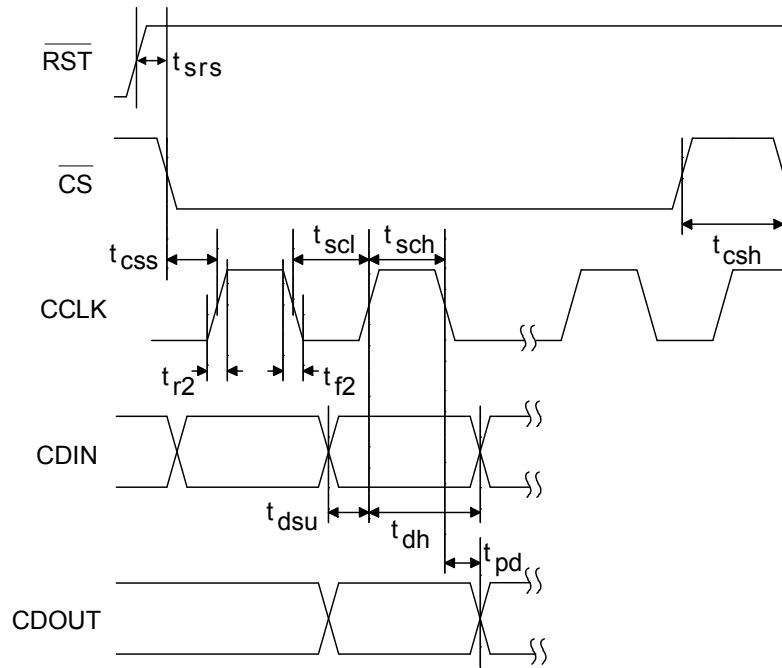 RST
t srs
CS
t css
t scl
t sch
t csh
CCLK
t r2
t f2
CDIN
t dsu
t dh
t pd
CDOUT